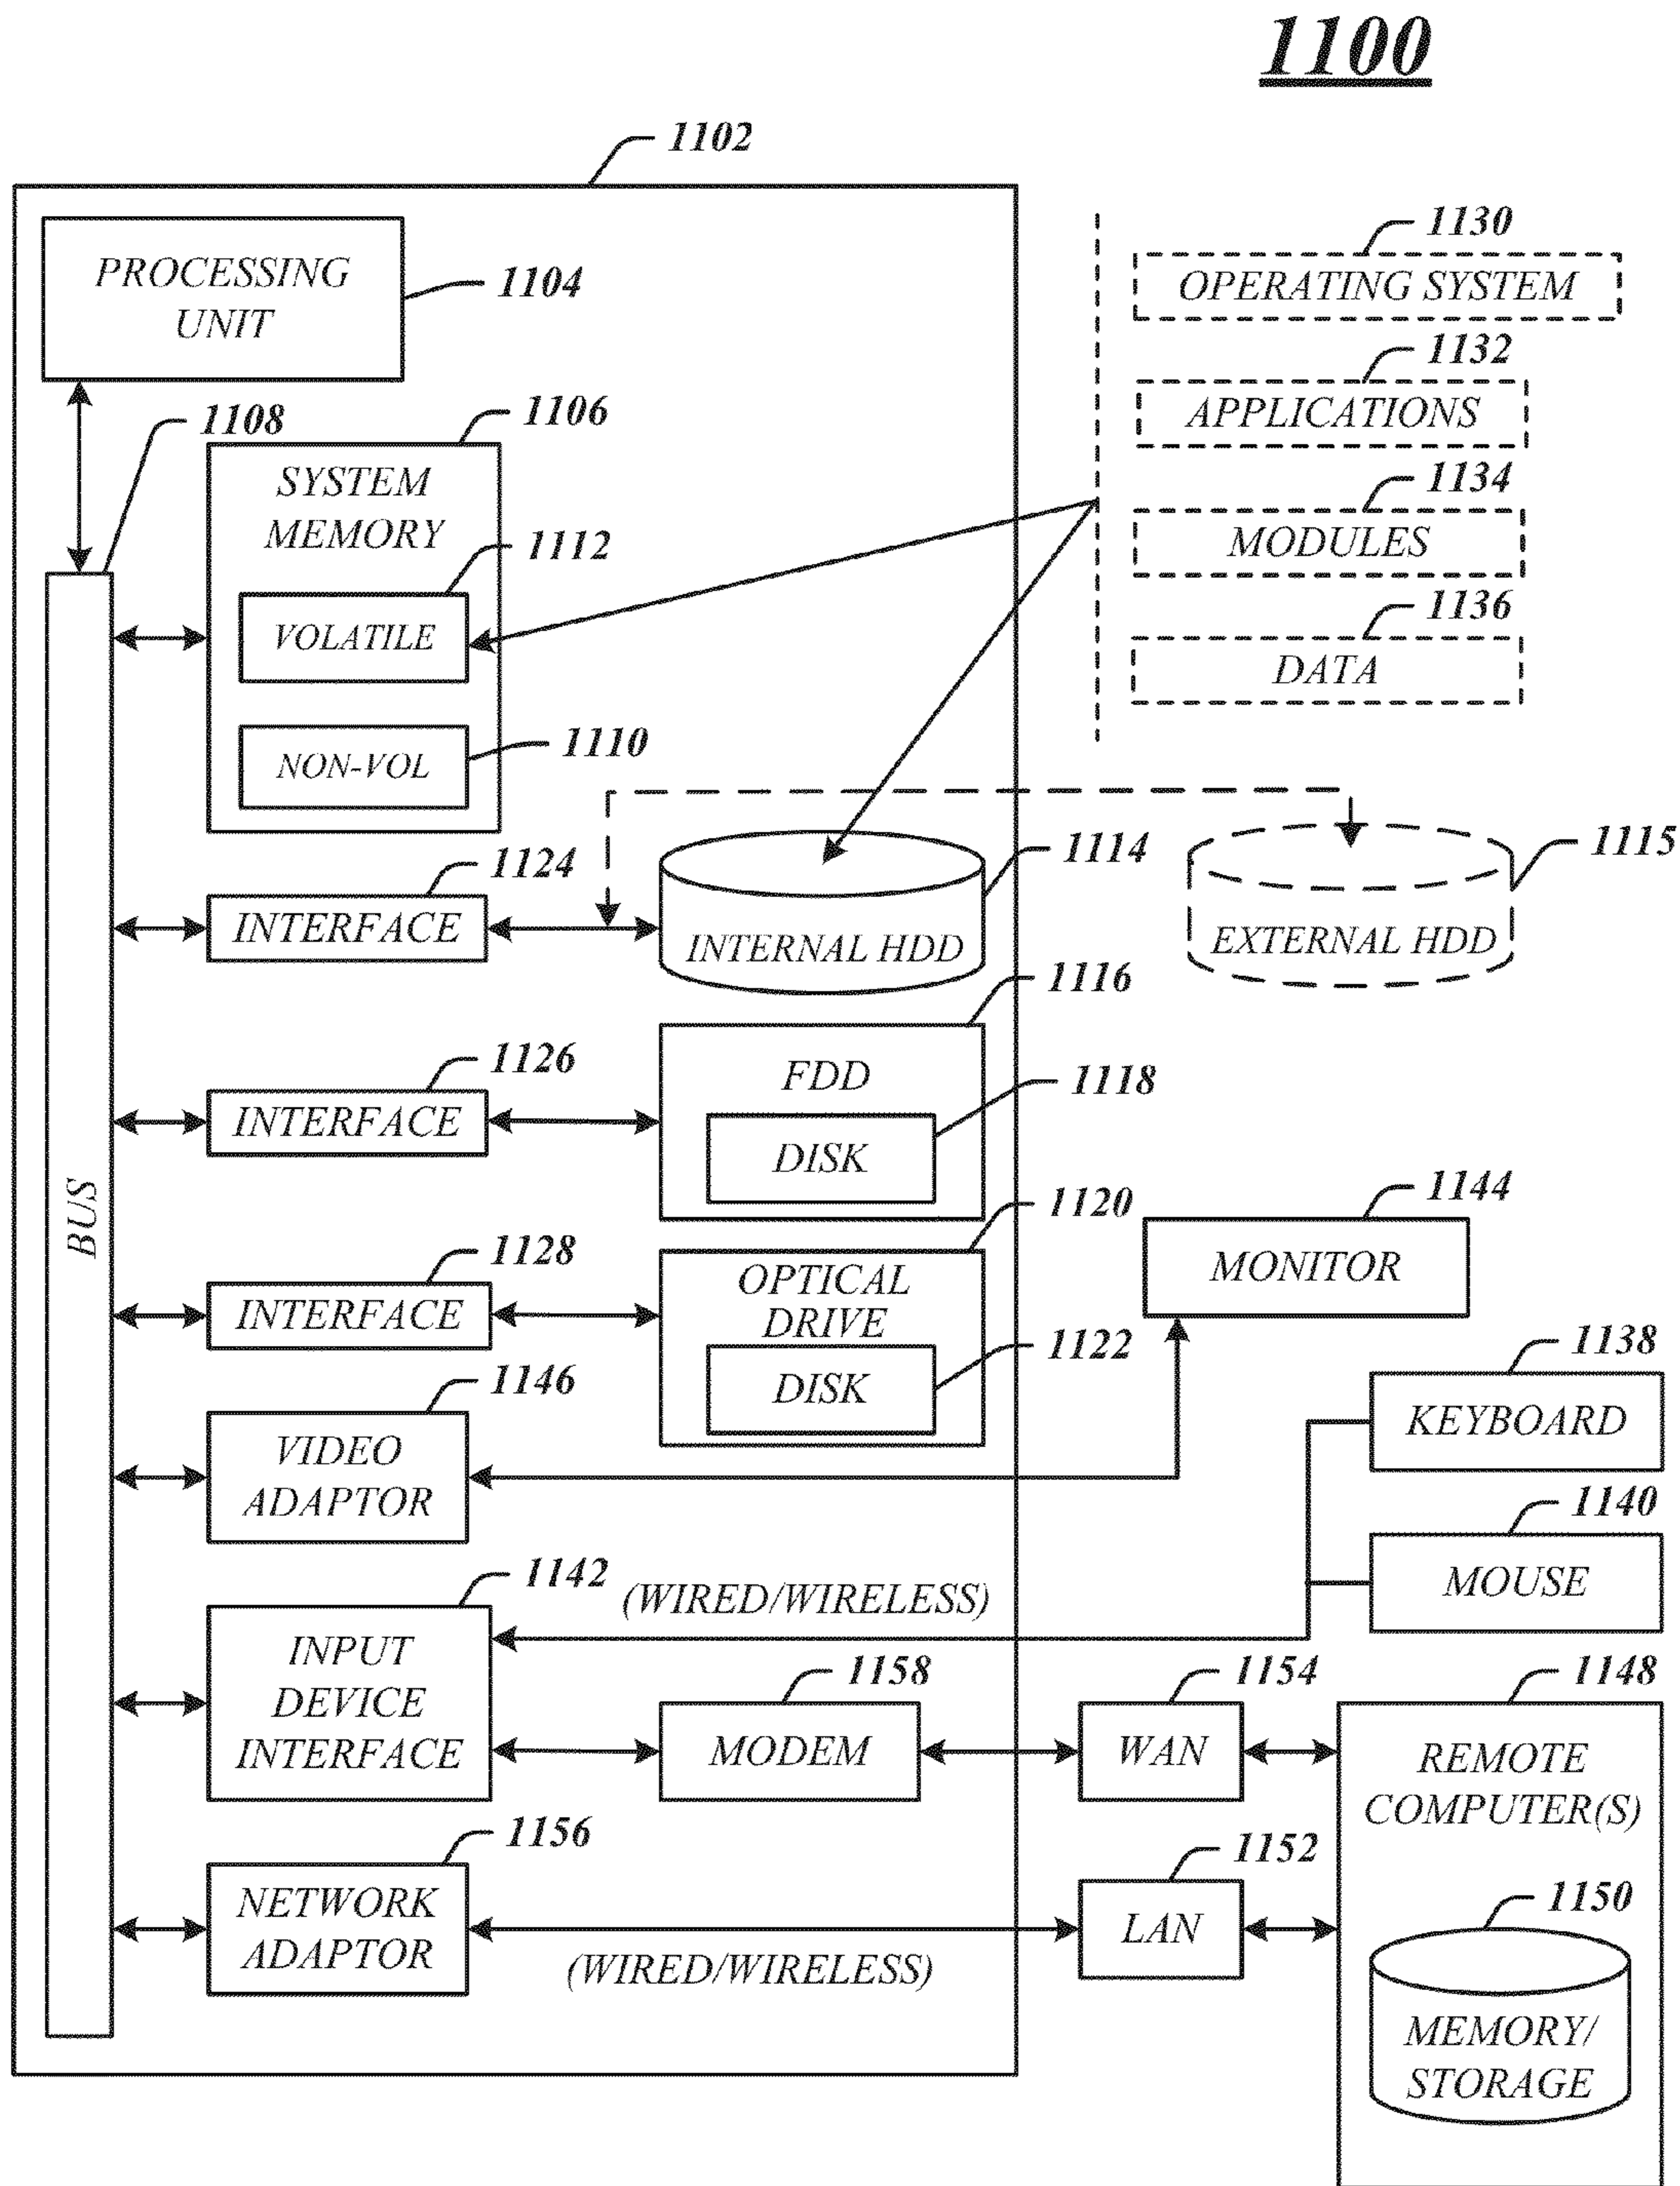 1100
1102
PROCESSING
UNIT
1104
1130
OPERATING SYSTEM
1132
APPLICATIONS
1134
MODULES
1136
DATA
1108
1106
SYSTEM
MEMORY
1112
VOLATILE
1110
NON-VOL
BUS
1124
INTERFACE
1114
INTERNAL HDD
1115
EXTERNAL HDD
1126
INTERFACE
1116
FDD
1118
DISK
1128
INTERFACE
1120
OPTICAL
DRIVE
1122
DISK
1144
MONITOR
1146
VIDEO
ADAPTOR
1138
KEYBOARD
1140
MOUSE
1142
INPUT
DEVICE
INTERFACE
(WIRED/WIRELESS)
1158
MODEM
1154
WAN
1148
REMOTE
COMPUTER(S)
1156
NETWORK
ADAPTOR
(WIRED/WIRELESS)
1152
LAN
1150
MEMORY/
STORAGE